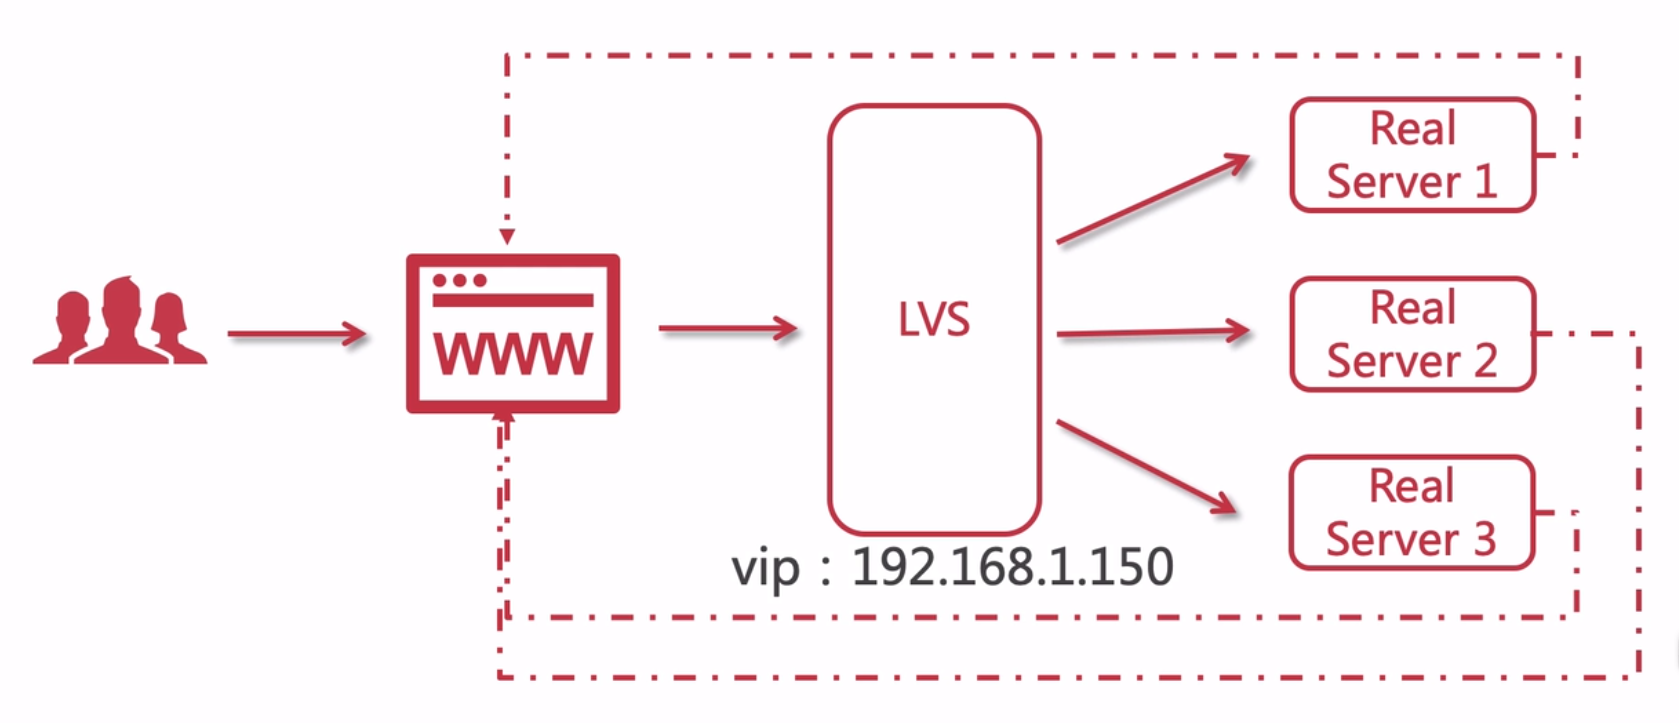 WWW
LVS
Real
Server 1
Real
Server 2
Real
Server 3
vip：192.168.1.150